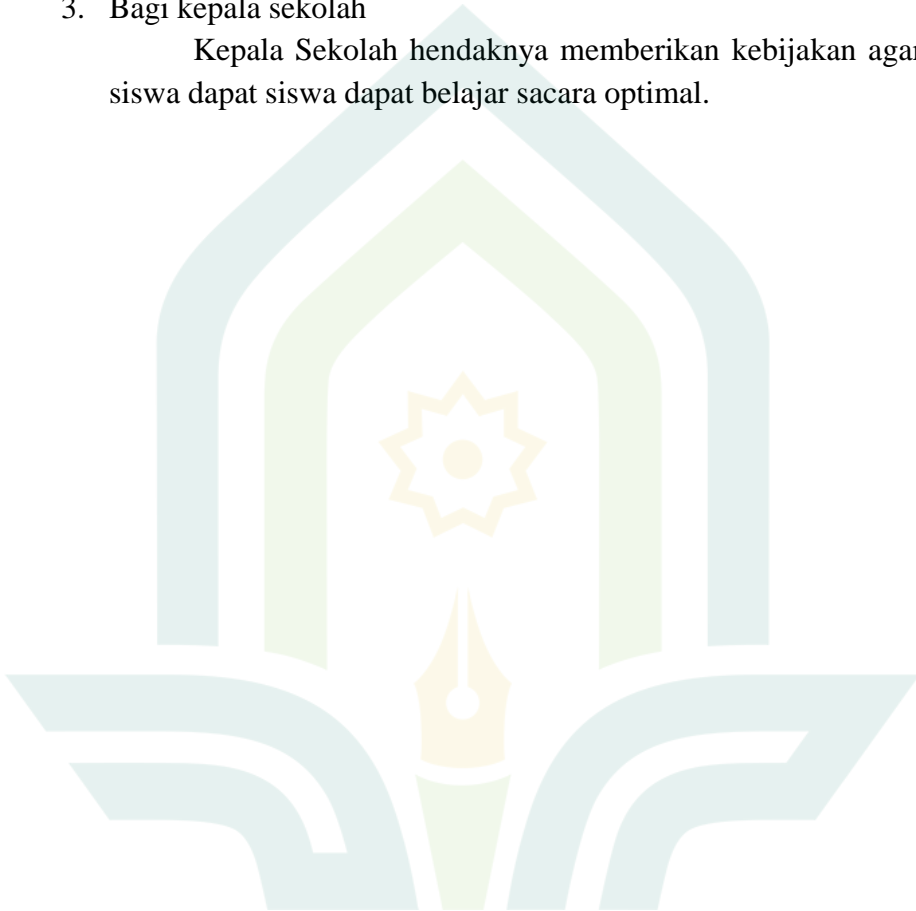 3. Bagi kepala sekolah
Kepala Sekolah hendaknya memberikan kebijakan agar
siswa dapat siswa dapat belajar sacara optimal.